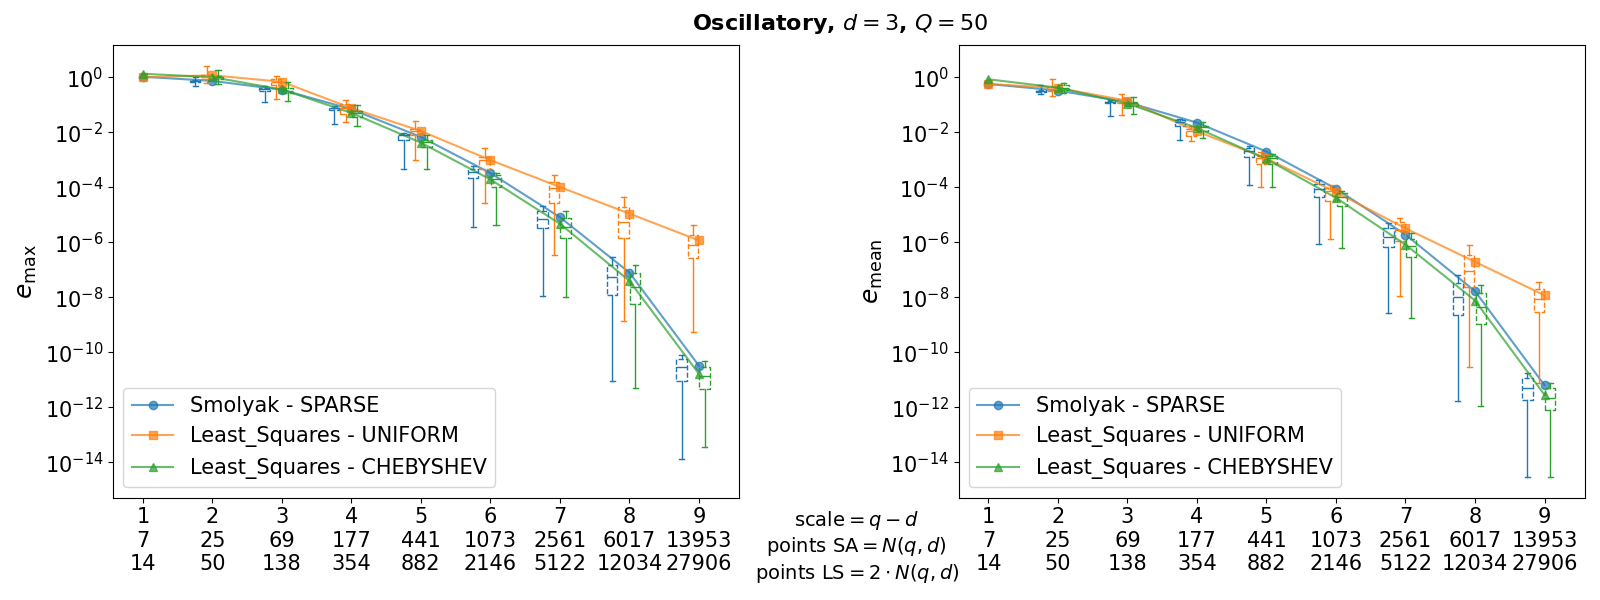 Oscillatory, d = 3, Q = 50
e_max
10^0
10^−2
10^−4
10^−6
10^−8
10^−10
10^−12
10^−14
Smolyak - SPARSE
Least_Squares - UNIFORM
Least_Squares - CHEBYSHEV
1 2 3 4 5 6 7 8 9
7 25 69 177 441 1073 2561 6017 13953
14 50 138 354 882 2146 5122 12034 27906
scale = q − d
points SA = N(q, d)
points LS = 2 · N(q, d)
e_mean
10^0
10^−2
10^−4
10^−6
10^−8
10^−10
10^−12
10^−14
Smolyak - SPARSE
Least_Squares - UNIFORM
Least_Squares - CHEBYSHEV
1 2 3 4 5 6 7 8 9
7 25 69 177 441 1073 2561 6017 13953
14 50 138 354 882 2146 5122 12034 27906